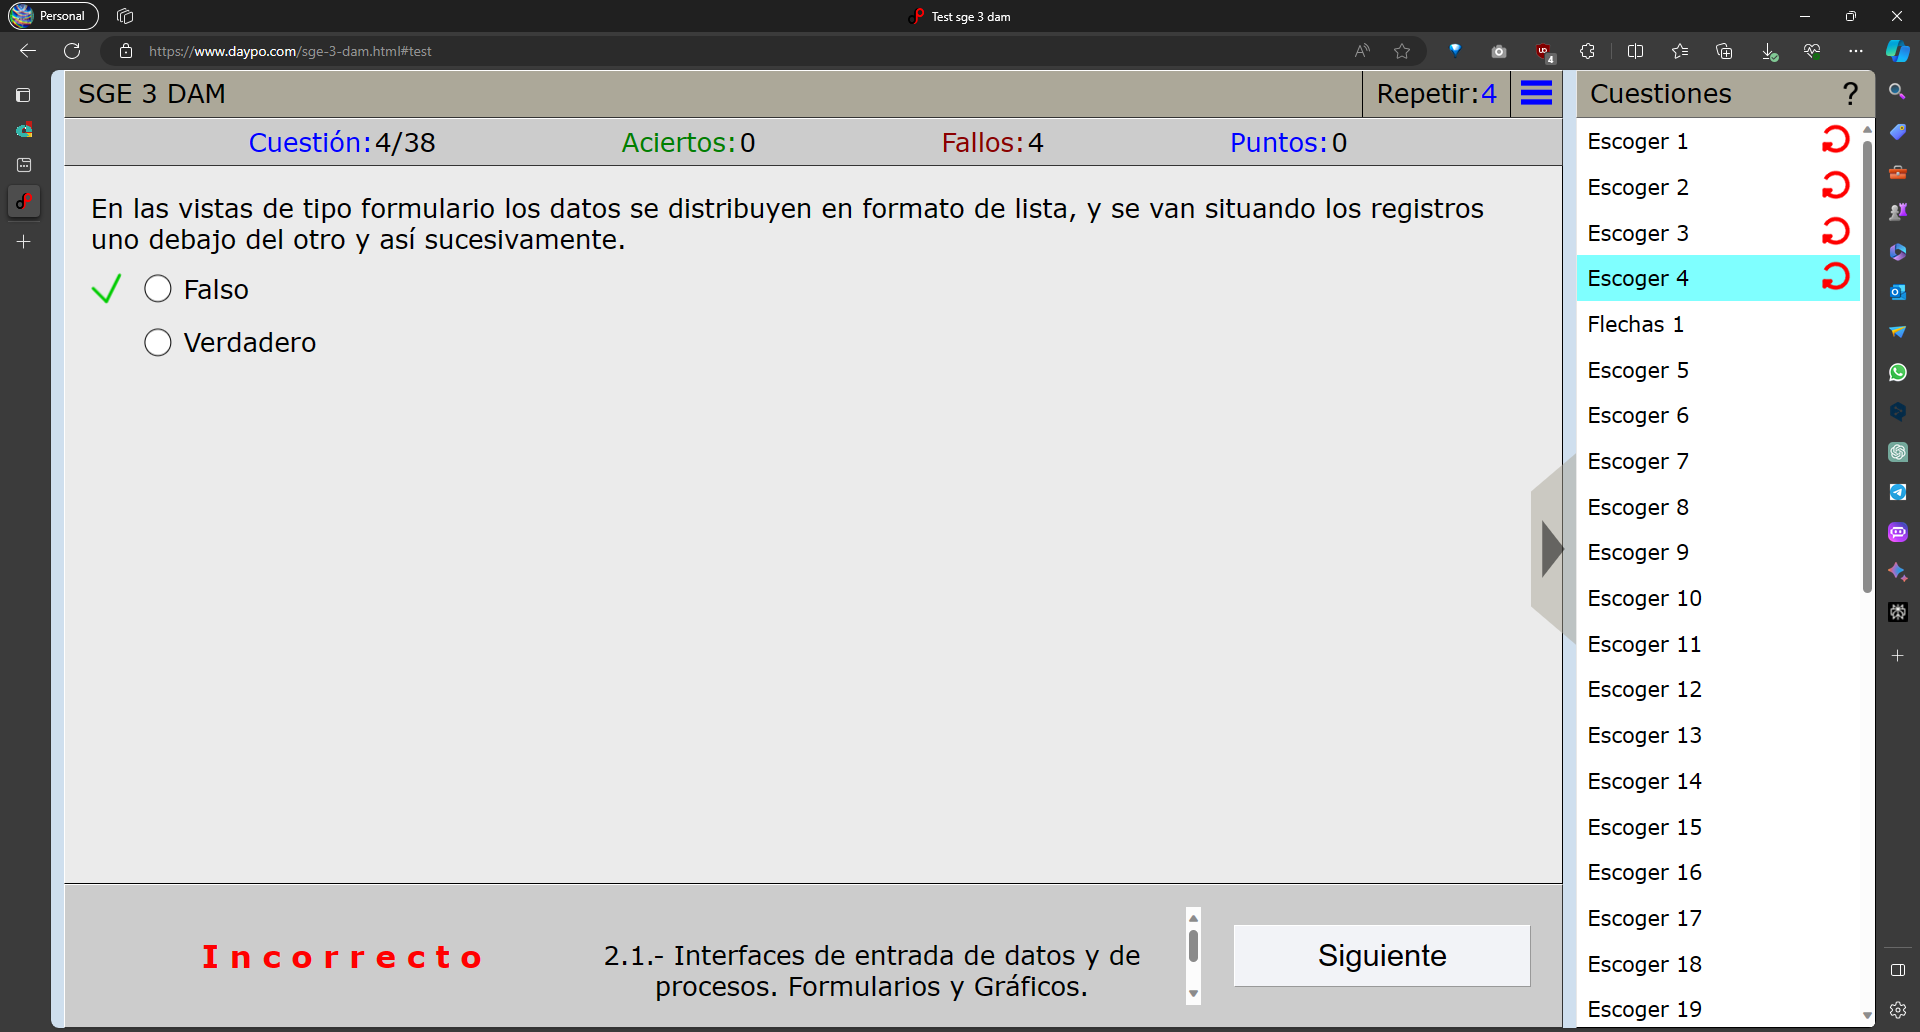 Personal
Test sge 3 dam
https://www.daypo.com/sge-3-dam.html#test
SGE 3 DAM
Repetir:4
Cuestión:4/38
Aciertos:0
Fallos:4
Puntos:0
En las vistas de tipo formulario los datos se distribuyen en formato de lista, y se van situando los registros
uno debajo del otro y así sucesivamente.
Falso
Verdadero
Incorrecto
2.1.- Interfaces de entrada de datos y de
procesos. Formularios y Gráficos.
Siguiente
Cuestiones
?
Escoger 1
Escoger 2
Escoger 3
Escoger 4
Flechas 1
Escoger 5
Escoger 6
Escoger 7
Escoger 8
Escoger 9
Escoger 10
Escoger 11
Escoger 12
Escoger 13
Escoger 14
Escoger 15
Escoger 16
Escoger 17
Escoger 18
Escoger 19
4